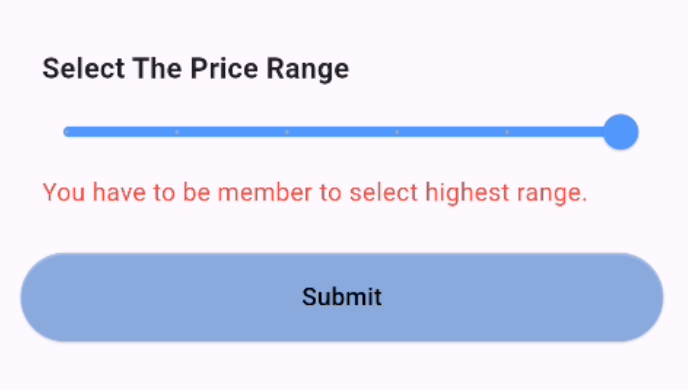 Select The Price Range
You have to be member to select highest range.
Submit